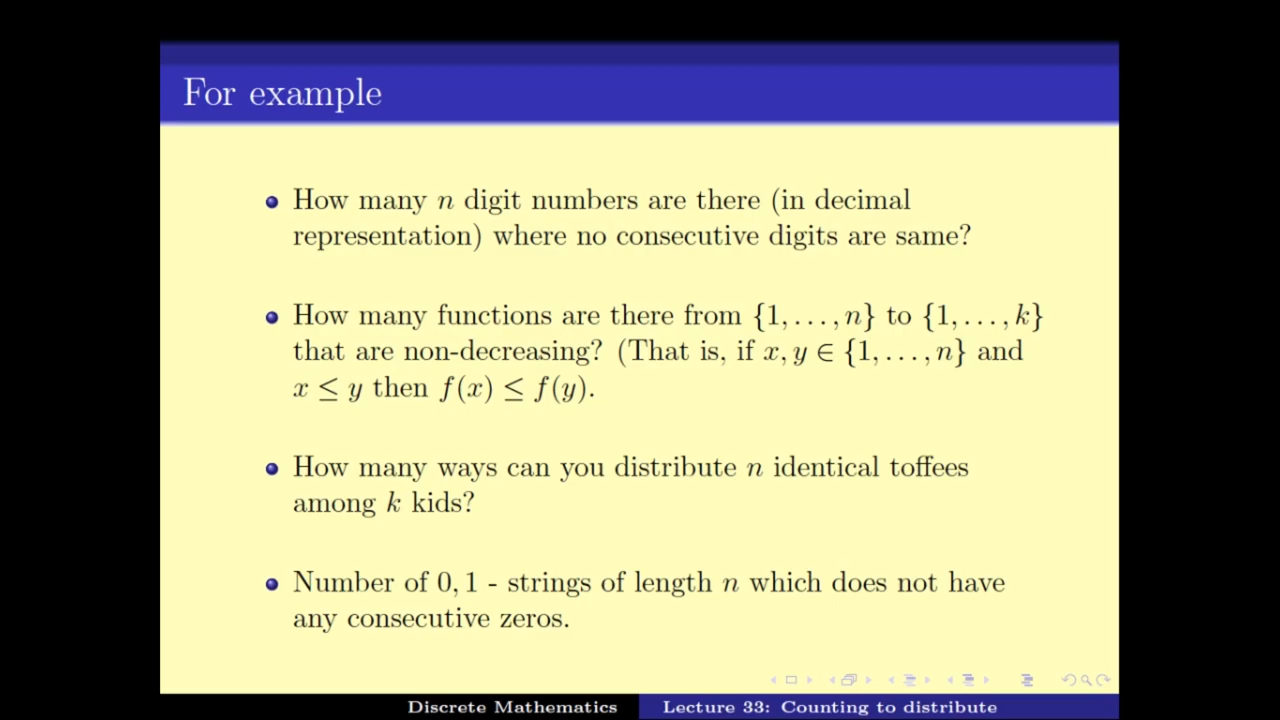 For example
How many n digit numbers are there (in decimal
representation) where no consecutive digits are same?
How many functions are there from {1, . . . , n} to {1, . . . , k}
that are non-decreasing? (That is, if x, y ∈ {1, . . . , n} and
x ≤ y then f(x) ≤ f(y).
How many ways can you distribute n identical toffees
among k kids?
Number of 0, 1 - strings of length n which does not have
any consecutive zeros.
Discrete Mathematics
Lecture 33: Counting to distribute